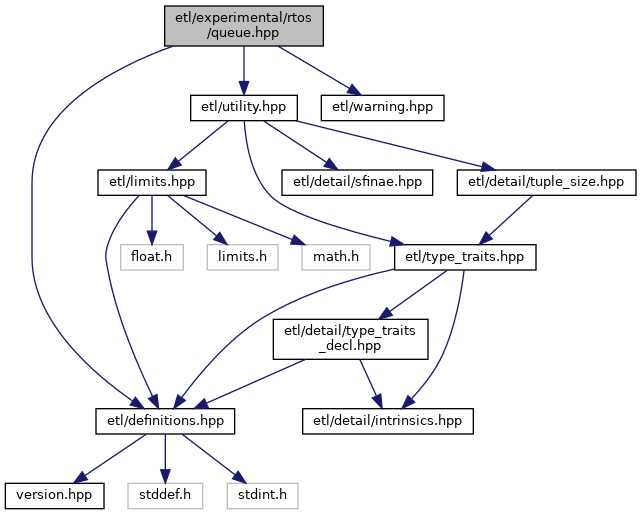 etl/experimental/rtos
/queue.hpp
etl/utility.hpp
etl/warning.hpp
etl/limits.hpp
etl/detail/sfinae.hpp
etl/detail/tuple_size.hpp
float.h
limits.h
math.h
etl/type_traits.hpp
etl/detail/type_traits
_decl.hpp
etl/definitions.hpp
etl/detail/intrinsics.hpp
version.hpp
stddef.h
stdint.h